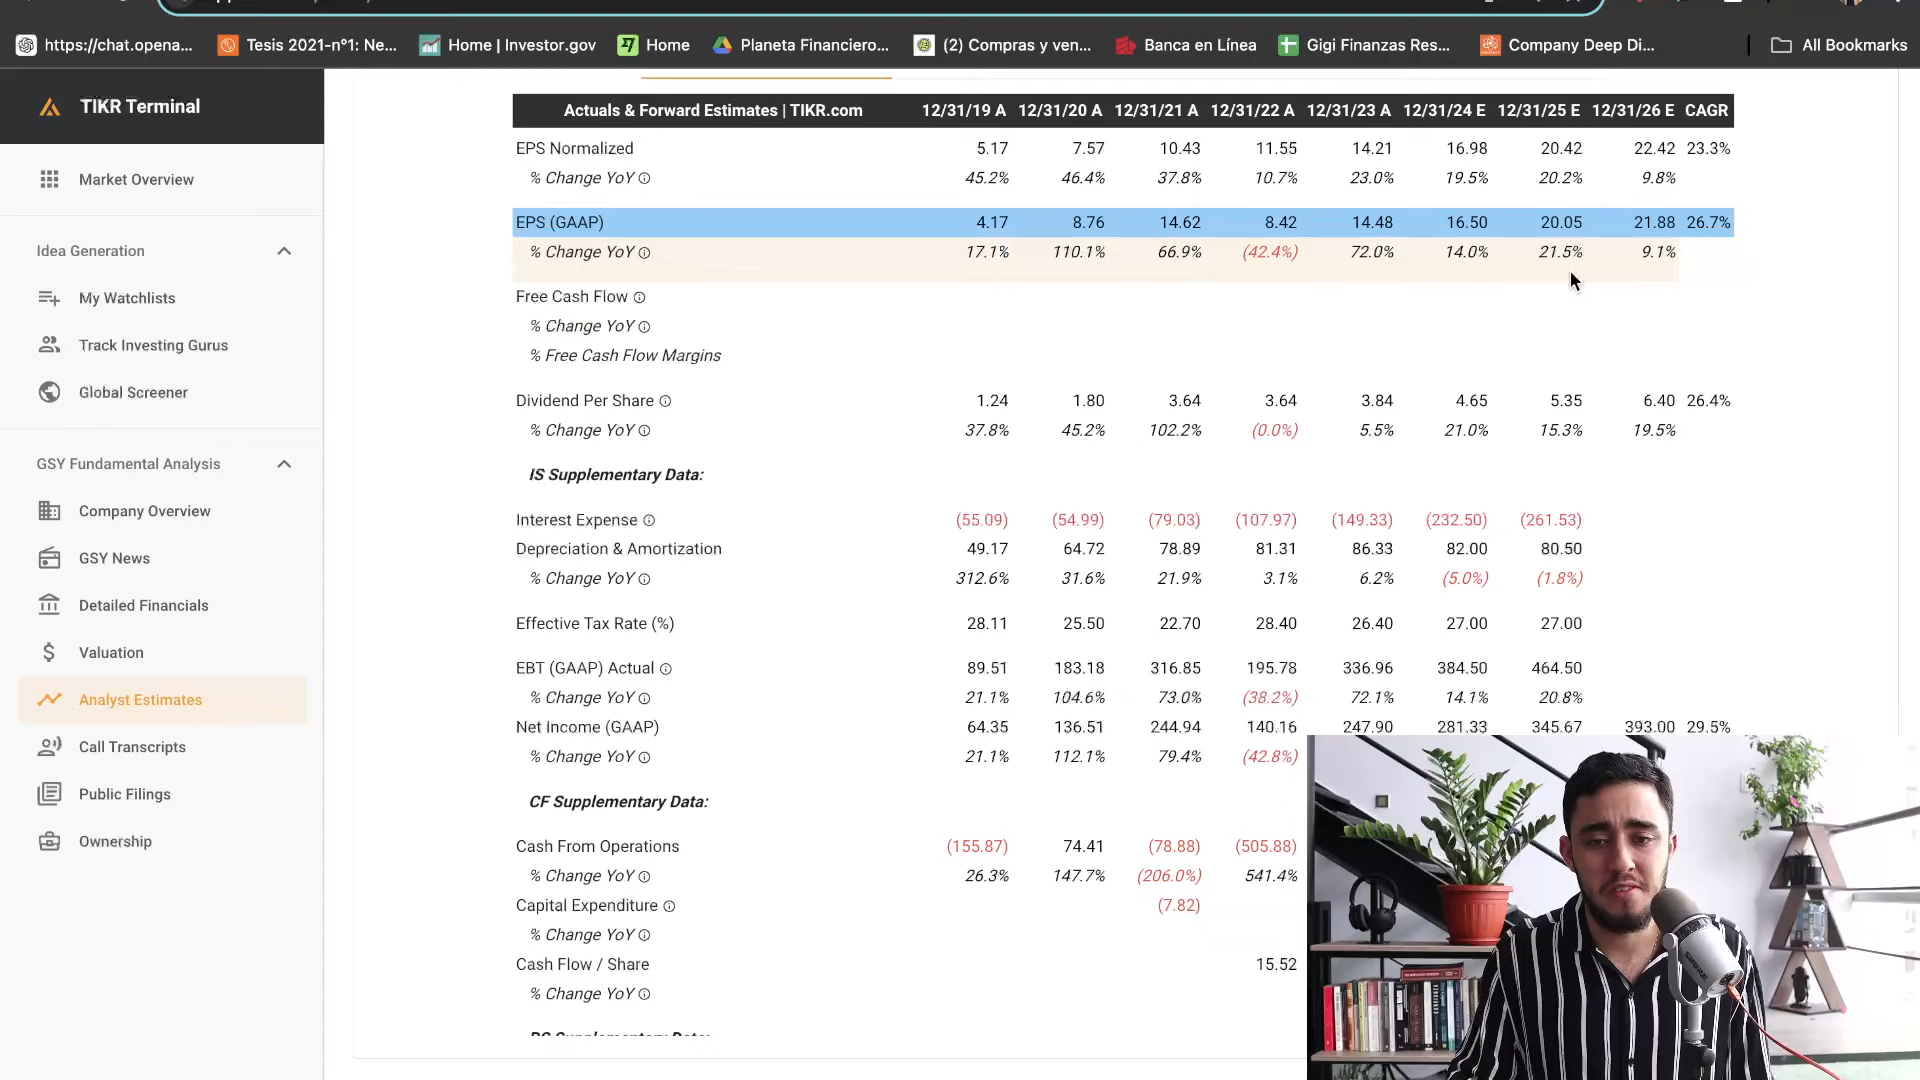 https://chat.opena... Tesis 2021-nº1: Ne... Home | Investor.gov Home Planeta Financiero... (2) Compras y ven... Banca en Línea Gigi Finanzas Res... Company Deep Di... All Bookmarks
TIKR Terminal
Market Overview
Idea Generation
My Watchlists
Track Investing Gurus
Global Screener
GSY Fundamental Analysis
Company Overview
GSY News
Detailed Financials
Valuation
Analyst Estimates
Call Transcripts
Public Filings
Ownership
Actuals & Forward Estimates | TIKR.com 12/31/19 A 12/31/20 A 12/31/21 A 12/31/22 A 12/31/23 A 12/31/24 E 12/31/25 E 12/31/26 E CAGR
EPS Normalized 5.17 7.57 10.43 11.55 14.21 16.98 20.42 22.42 23.3%
% Change YoY 45.2% 46.4% 37.8% 10.7% 23.0% 19.5% 20.2% 9.8%
EPS (GAAP) 4.17 8.76 14.62 8.42 14.48 16.50 20.05 21.88 26.7%
% Change YoY 17.1% 110.1% 66.9% (42.4%) 72.0% 14.0% 21.5% 9.1%
Free Cash Flow
% Change YoY
% Free Cash Flow Margins
Dividend Per Share 1.24 1.80 3.64 3.64 3.84 4.65 5.35 6.40 26.4%
% Change YoY 37.8% 45.2% 102.2% (0.0%) 5.5% 21.0% 15.3% 19.5%
IS Supplementary Data:
Interest Expense (55.09) (54.99) (79.03) (107.97) (149.33) (232.50) (261.53)
Depreciation & Amortization 49.17 64.72 78.89 81.31 86.33 82.00 80.50
% Change YoY 312.6% 31.6% 21.9% 3.1% 6.2% (5.0%) (1.8%)
Effective Tax Rate (%) 28.11 25.50 22.70 28.40 26.40 27.00 27.00
EBT (GAAP) Actual 89.51 183.18 316.85 195.78 336.96 384.50 464.50
% Change YoY 21.1% 104.6% 73.0% (38.2%) 72.1% 14.1% 20.8%
Net Income (GAAP) 64.35 136.51 244.94 140.16 247.90 281.33 345.67 393.00 29.5%
% Change YoY 21.1% 112.1% 79.4% (42.8%)
CF Supplementary Data:
Cash From Operations (155.87) 74.41 (78.88) (505.88)
% Change YoY 26.3% 147.7% (206.0%) 541.4%
Capital Expenditure (7.82)
% Change YoY
Cash Flow / Share 15.52
% Change YoY
SHURE